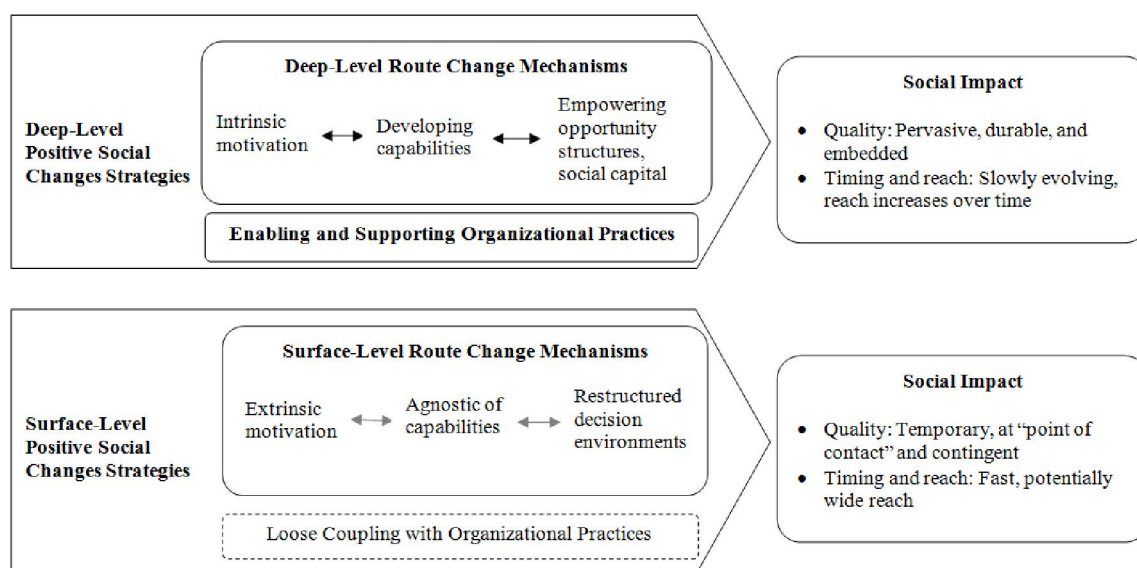 Deep-Level
Positive Social
Changes Strategies
Deep-Level Route Change Mechanisms
Intrinsic
motivation
Developing
capabilities
Empowering
opportunity
structures,
social capital
Enabling and Supporting Organizational Practices
Social Impact
• Quality: Pervasive, durable, and
embedded
• Timing and reach: Slowly evolving,
reach increases over time
Surface-Level
Positive Social
Changes Strategies
Surface-Level Route Change Mechanisms
Extrinsic
motivation
Agnostic of
capabilities
Restructured
decision
environments
Loose Coupling with Organizational Practices
Social Impact
• Quality: Temporary, at “point of
contact” and contingent
• Timing and reach: Fast, potentially
wide reach